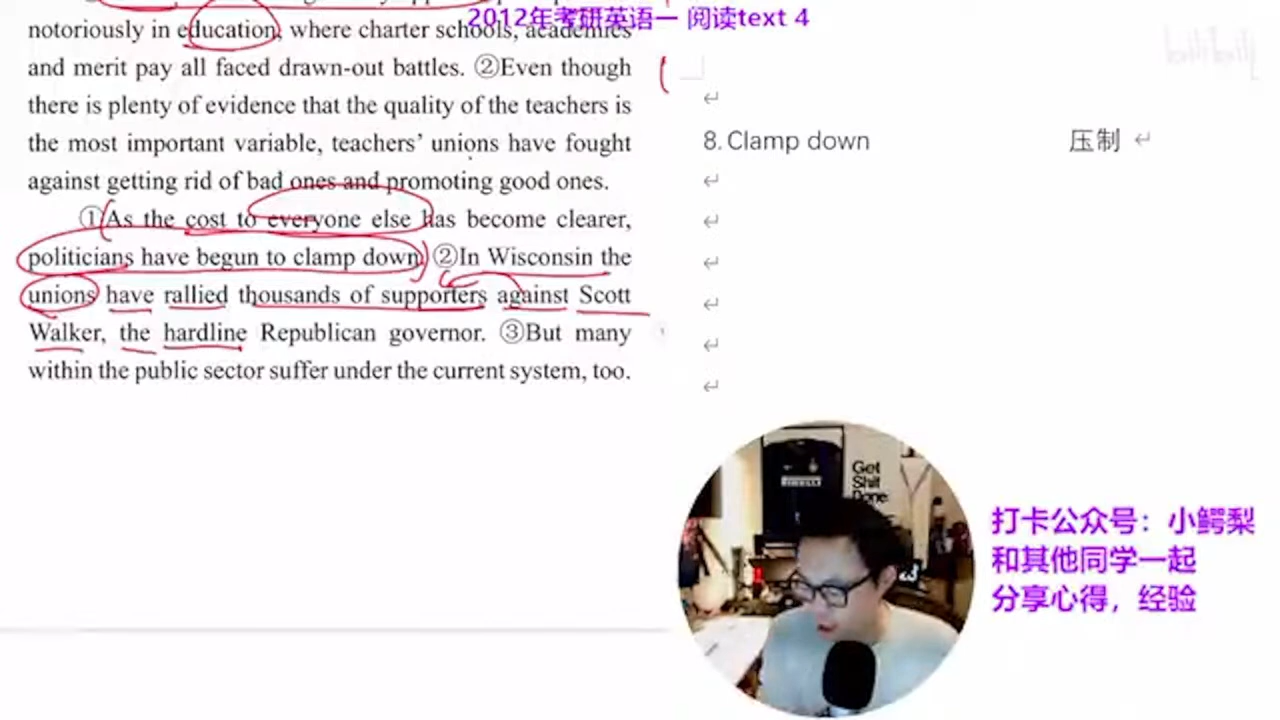 2012年考研英语一 阅读text 4
notoriously in education, where charter schools, academies
and merit pay all faced drawn-out battles. ②Even though
there is plenty of evidence that the quality of the teachers is
the most important variable, teachers’ unions have fought
against getting rid of bad ones and promoting good ones.
①As the cost to everyone else has become clearer,
politicians have begun to clamp down. ②In Wisconsin the
unions have rallied thousands of supporters against Scott
Walker, the hardline Republican governor. ③But many
within the public sector suffer under the current system, too.
bilibili
8. Clamp down 压制
Get
Shit
Done
PIRELLI
打卡公众号：小鳄梨
和其他同学一起
分享心得，经验